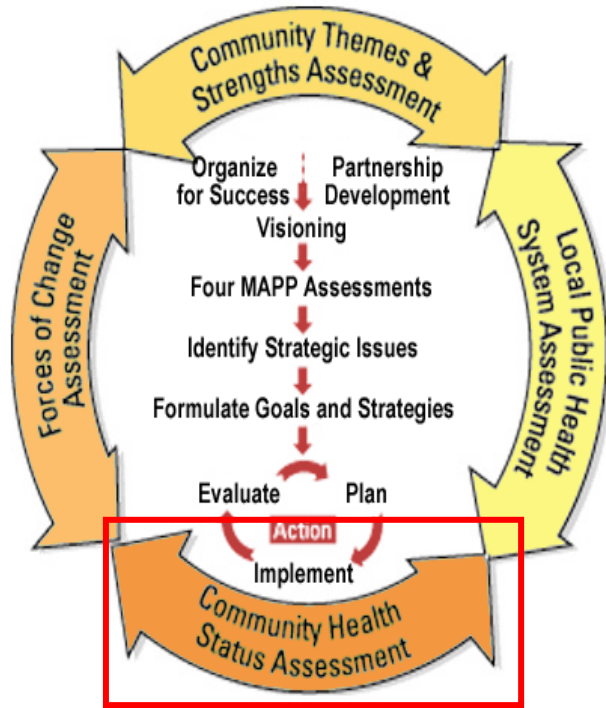 Community Themes &
Strengths Assessment
Organize
for Success
Partnership
Development
Visioning
Four MAPP Assessments
Identify Strategic Issues
Formulate Goals and Strategies
Evaluate
Plan
Action
Implement
Forces of Change
Assessment
Local Public Health
System Assessment
Community Health
Status Assessment